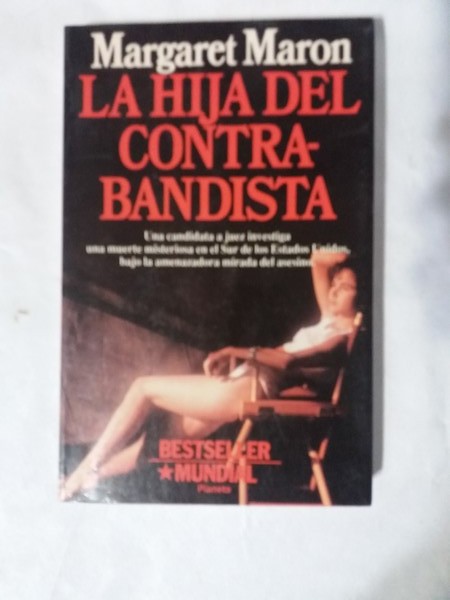 Margaret Maron
LA HIJA DEL
CONTRA-
BANDISTA
Una candidata a juez investiga
una muerte misteriosa en el Sur de los Estados Unidos,
bajo la amenazadora mirada del asesino
BESTSELLER
★MUNDIAL
Planeta